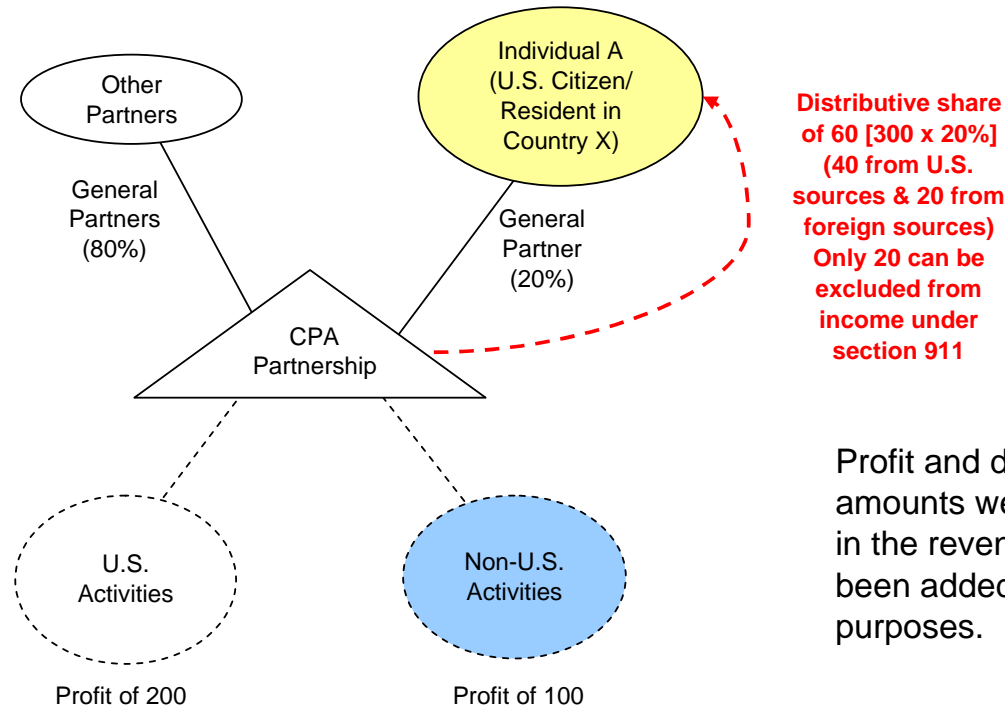 Other
Partners
Individual A
(U.S. Citizen/
Resident in
Country X)
Distributive share
of 60 [300 x 20%]
(40 from U.S.
sources & 20 from
foreign sources)
Only 20 can be
excluded from
income under
section 911
General
Partners
(80%)
General
Partner
(20%)
CPA
Partnership
Profit and d
amounts we
in the reven
been added
purposes.
U.S.
Activities
Non-U.S.
Activities
Profit of 200
Profit of 100